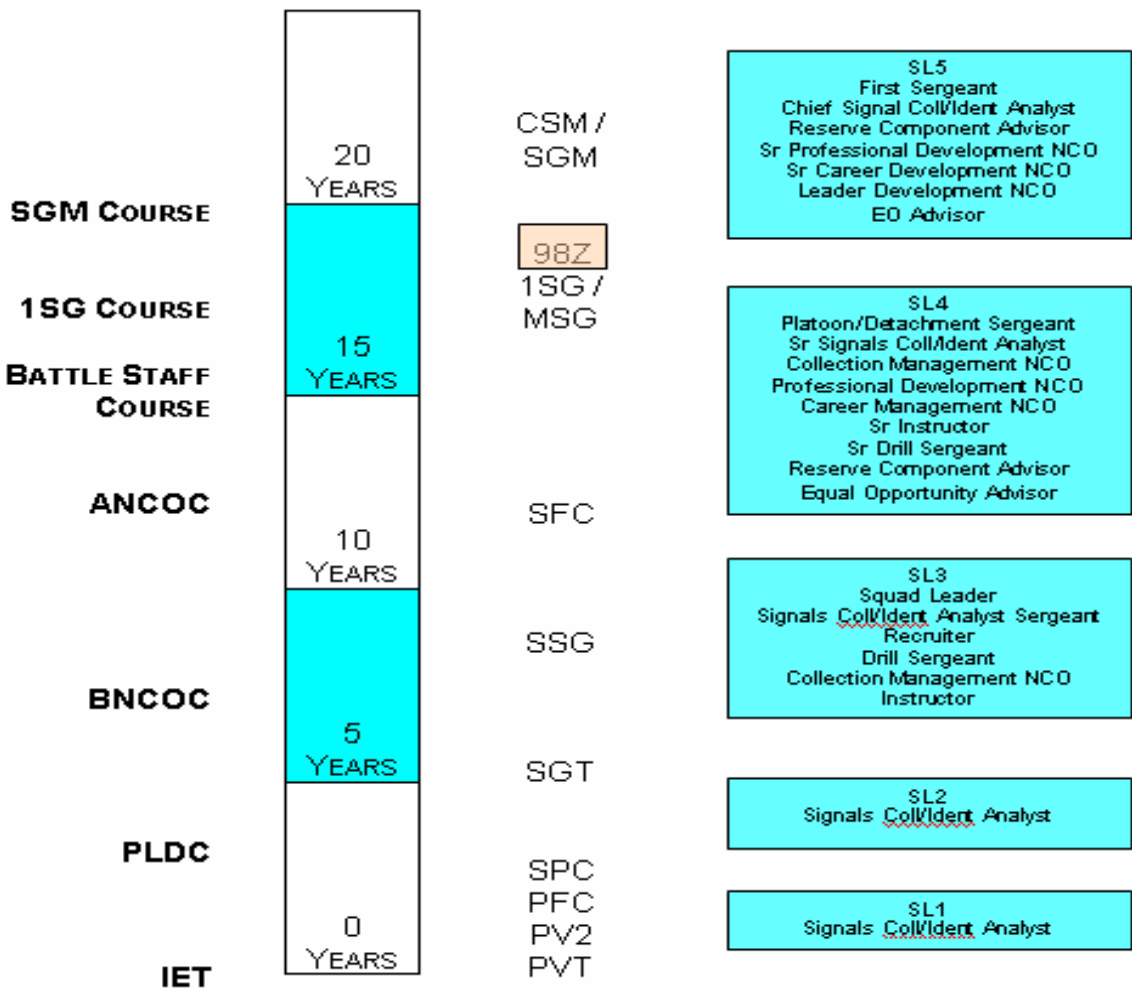 SGM COURSE
1SG COURSE
BATTLE STAFF
COURSE
ANCOC
BNCOC
PLDC
IET
20
YEARS
15
YEARS
10
YEARS
5
YEARS
0
YEARS
CSM /
SGM
98Z
1SG /
MSG
SFC
SSG
SGT
SPC
PFC
PV2
PVT
SL5
First Sergeant
Chief Signal Coll/Ident Analyst
Reserve Component Advisor
Sr Professional Development NCO
Sr Career Development NCO
Leader Development NCO
EO Advisor
SL4
Platoon/Detachment Sergeant
Sr Signals Coll/Ident Analyst
Collection Management NCO
Professional Development NCO
Career Management NCO
Sr Instructor
Sr Drill Sergeant
Reserve Component Advisor
Equal Opportunity Advisor
SL3
Squad Leader
Signals Coll/Ident Analyst Sergeant
Recruiter
Drill Sergeant
Collection Management NCO
Instructor
SL2
Signals Coll/Ident Analyst
SL1
Signals Coll/Ident Analyst